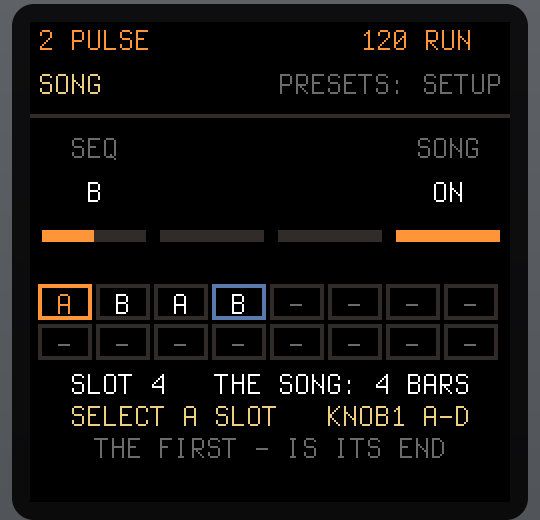 2 PULSE 120 RUN
SONG PRESETS: SETUP
SEQ SONG
B ON
A B A B - - - -
- - - - - - - -
SLOT 4 THE SONG: 4 BARS
SELECT A SLOT KNOB1 A-D
THE FIRST - IS ITS END